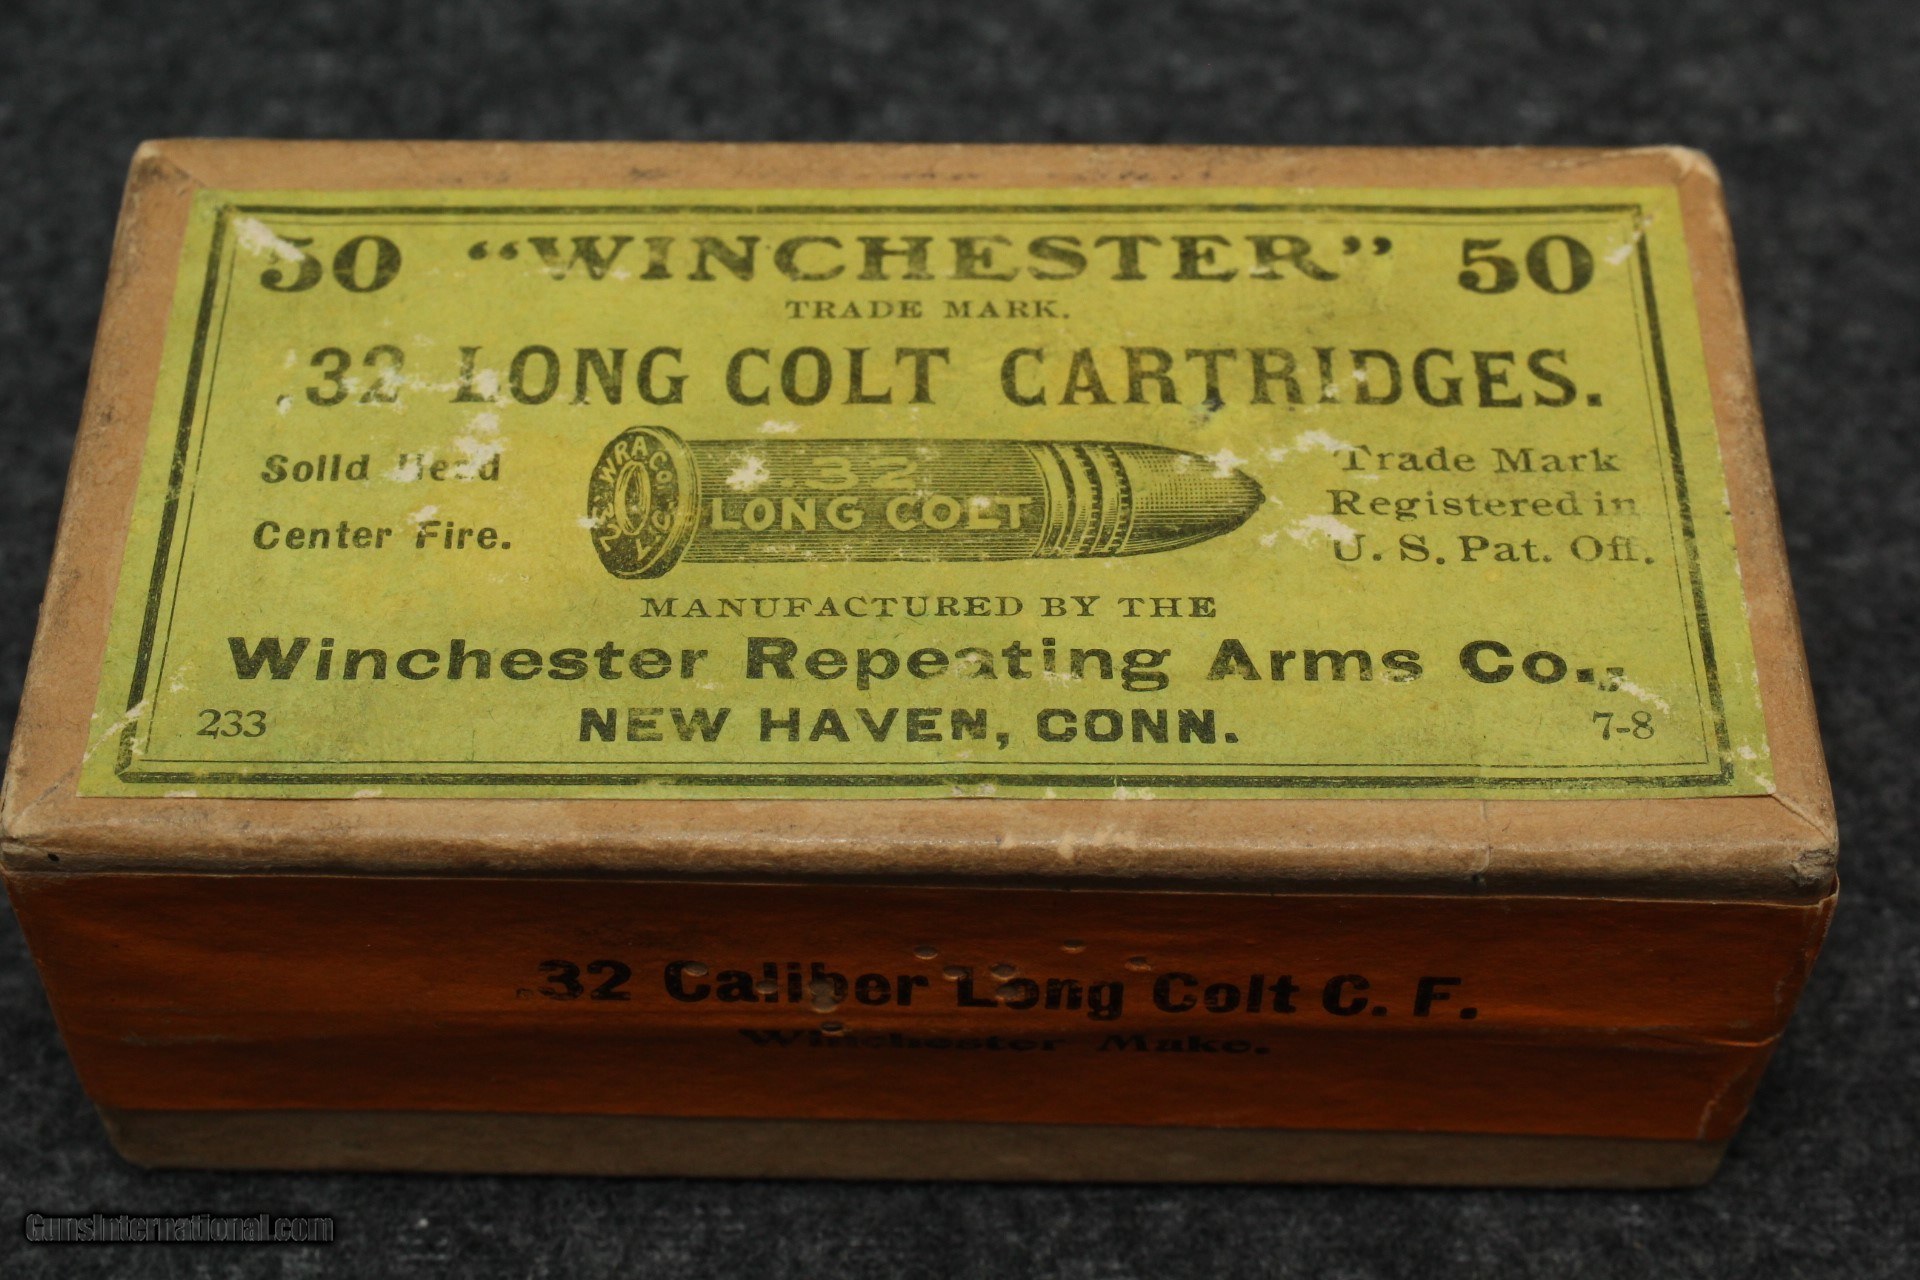 50 "WINCHESTER" 50
TRADE MARK.
.32 LONG COLT CARTRIDGES.
Solid Head
Center Fire.
W.R.A.Co.
.32
LONG COLT
Trade Mark
Registered in
U. S. Pat. Off.
MANUFACTURED BY THE
Winchester Repeating Arms Co.,
NEW HAVEN, CONN.
233
7-8
.32 Caliber Long Colt C. F.
Winchester Make.
GunsInternational.com